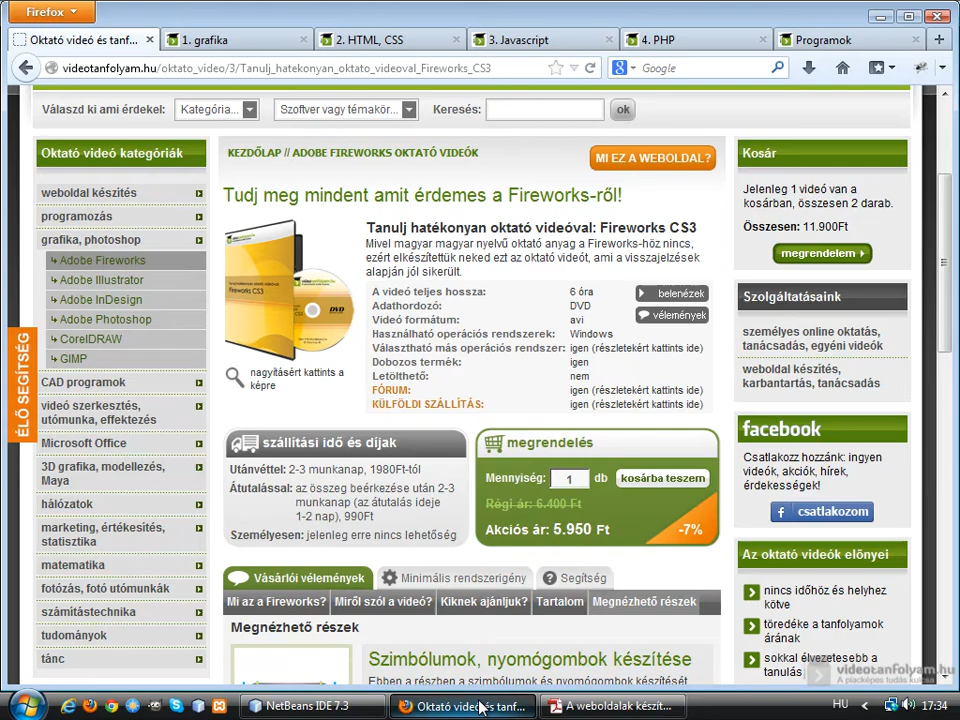 Firefox
Oktató videó és tanf...
1. grafika
2. HTML, CSS
3. Javascript
4. PHP
Programok
videotanfolyam.hu/oktato_video/3/Tanulj_hatekonyan_oktato_videoval_Fireworks_CS3
Google
Válaszd ki ami érdekel:
Kategória...
Szoftver vagy témakör...
Keresés:
ok
Oktató videó kategóriák
weboldal készítés
programozás
grafika, photoshop
Adobe Fireworks
Adobe Illustrator
Adobe InDesign
Adobe Photoshop
CorelDRAW
GIMP
CAD programok
videó szerkesztés,
utómunka, effektezés
Microsoft Office
3D grafika, modellezés,
Maya
hálózatok
marketing, értékesítés,
statisztika
matematika
fotózás, fotó utómunkák
számítástechnika
tudományok
tánc
ÉLŐ SEGÍTSÉG
KEZDŐLAP // ADOBE FIREWORKS OKTATÓ VIDEÓK
MI EZ A WEBOLDAL?
Tudj meg mindent amit érdemes a Fireworks-ről!
Tanulj hatékonyan oktató videóval: Fireworks CS3
Mivel magyar magyar nyelvű oktató anyag a Fireworks-höz nincs,
ezért elkészítettük neked ezt az oktató videót, ami a visszajelzések
alapján jól sikerült.
A videó teljes hossza: 6 óra
belenézek
Adathordozó: DVD
Videó formátum: avi
vélemények
Használható operációs rendszerek: Windows
Választható más operációs rendszer: igen (részletekért kattints ide)
Dobozos termék: igen
Letölthető?: nem
FÓRUM: igen (részletekért kattints ide)
KÜLFÖLDI SZÁLLÍTÁS: igen (részletekért kattints ide)
nagyításért kattints a
képre
szállítási idő és díjak
Utánvéttel: 2-3 munkanap, 1980Ft-tól
Átutalással: az összeg beérkezése után 2-3
munkanap (az átutalás ideje
1-2 nap), 990Ft
Személyesen: jelenleg erre nincs lehetőség
megrendelés
Mennyiség: 1 db kosárba teszem
Régi ár: 6.400 Ft
Akciós ár: 5.950 Ft
-7%
Vásárlói vélemények
Minimális rendszerigény
Segítség
Mi az a Fireworks?
Miről szól a videó?
Kiknek ajánljuk?
Tartalom
Megnézhető részek
Megnézhető részek
Szimbólumok, nyomógombok készítése
Ebben a részben a szimbólumok és nyomógombok készítését
Kosár
Jelenleg 1 videó van a
kosárban, összesen 2 darab.
Összesen: 11.900Ft
megrendelem
Szolgáltatásaink
személyes online oktatás,
tanácsadás, egyéni videók
weboldal készítés,
karbantartás, tanácsadás
facebook
Csatlakozz hozzánk: ingyen
videók, akciók, hírek,
érdekességek!
f csatlakozom
Az oktató videók előnyei
nincs időhöz és helyhez
kötve
töredéke a tanfolyamok
árának
sokkal élvezetesebb a
tanulás
videotanfolyam.hu
A piacképes tudás kulcsa
NetBeans IDE 7.3
Oktató videó és tanf...
A weboldalak készít...
HU
17:34